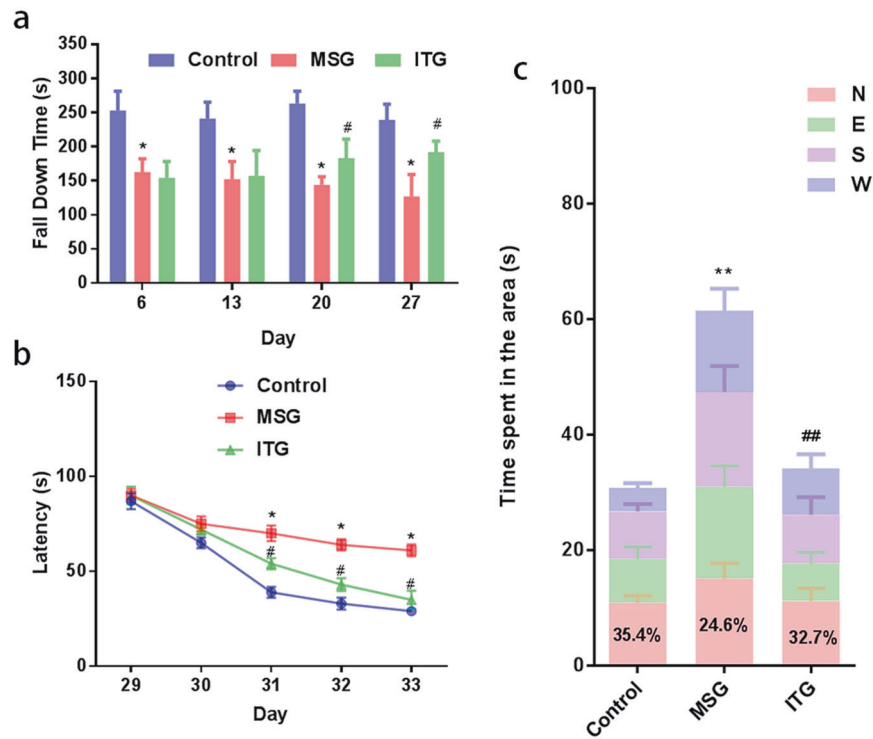 a
Fall Down Time (s)
350
300
250
200
150
100
50
0
Control MSG ITG
* * * # * #
6 13 20 27
Day
b
Latency (s)
150
100
50
0
Control
MSG
ITG
* * *
# # #
29 30 31 32 33
Day
c
Time spent in the area (s)
100
80
60
40
20
0
N
E
S
W
**
##
35.4% 24.6% 32.7%
Control MSG ITG